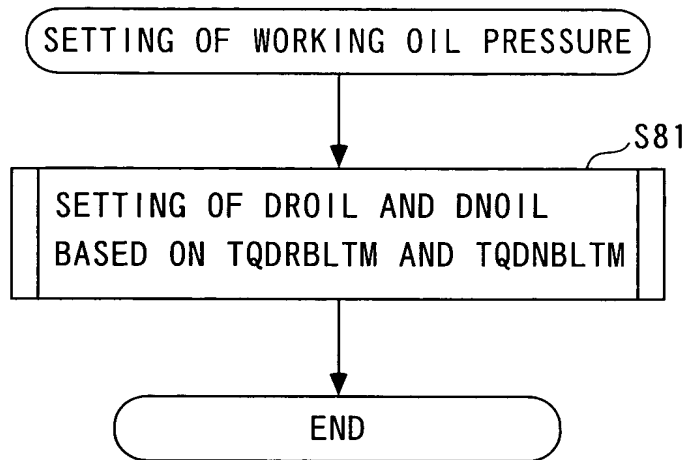 SETTING OF WORKING OIL PRESSURE
S81
SETTING OF DROIL AND DNOIL
BASED ON TQDRBLTM AND TQDNBLTM
END